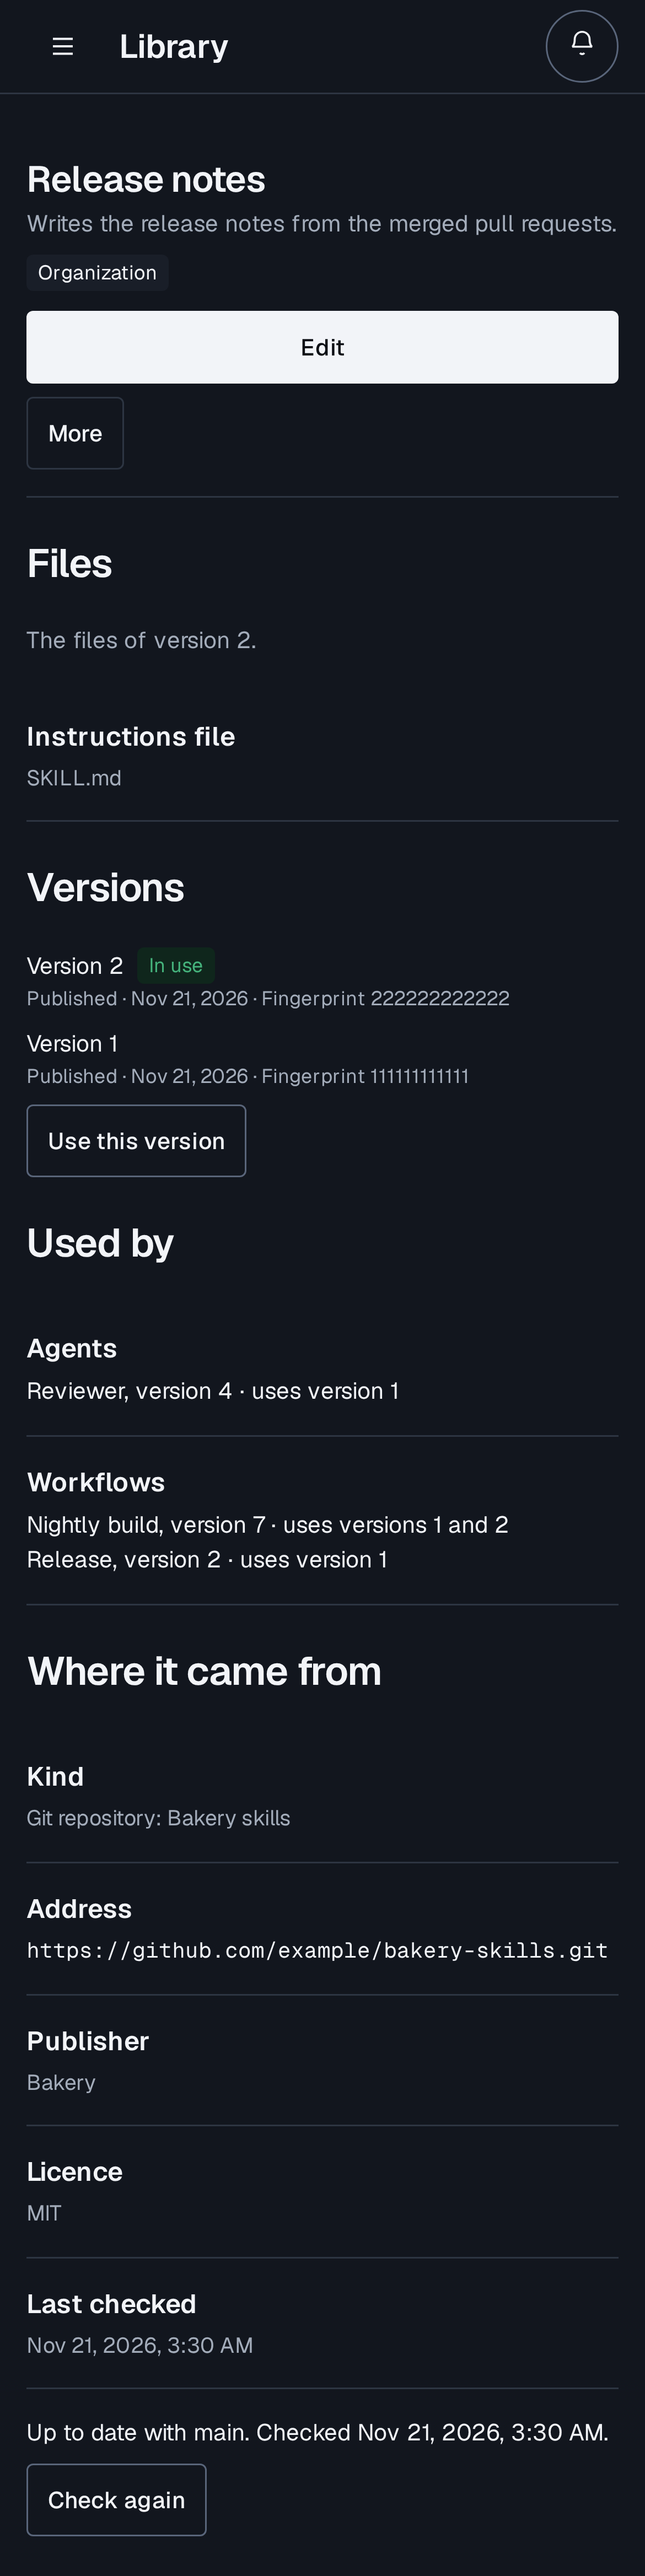 Library
Release notes
Writes the release notes from the merged pull requests.
Organization
Edit
More
Files
The files of version 2.
Instructions file
SKILL.md
Versions
Version 2 In use
Published · Nov 21, 2026 · Fingerprint 222222222222
Version 1
Published · Nov 21, 2026 · Fingerprint 111111111111
Use this version
Used by
Agents
Reviewer, version 4 · uses version 1
Workflows
Nightly build, version 7 · uses versions 1 and 2
Release, version 2 · uses version 1
Where it came from
Kind
Git repository: Bakery skills
Address
https://github.com/example/bakery-skills.git
Publisher
Bakery
Licence
MIT
Last checked
Nov 21, 2026, 3:30 AM
Up to date with main. Checked Nov 21, 2026, 3:30 AM.
Check again